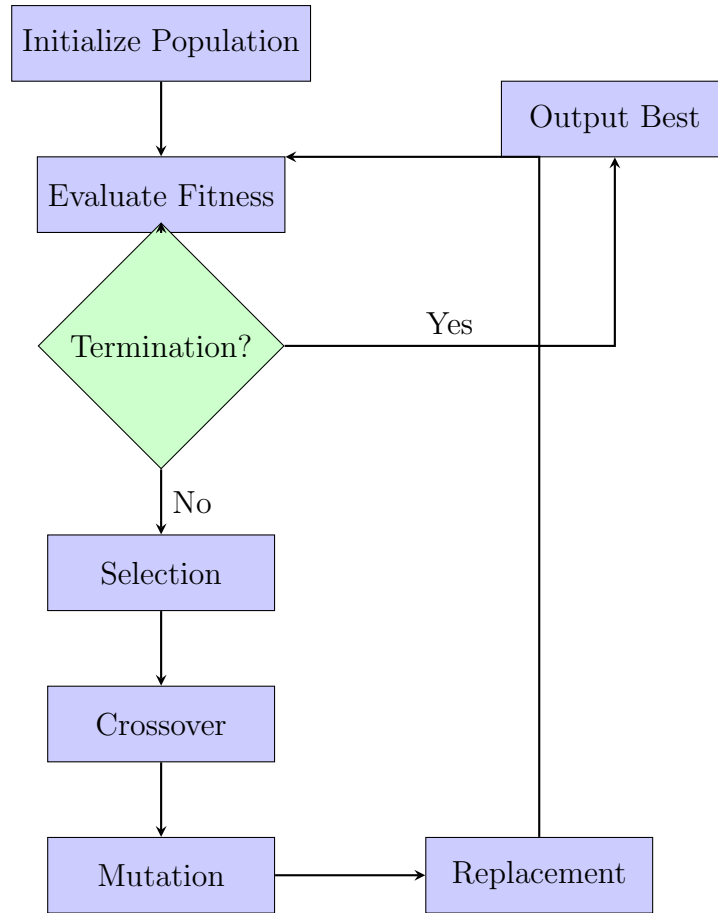 Initialize Population
Output Best
Evaluate Fitness
Yes
Termination?
No
Selection
Crossover
Mutation
Replacement